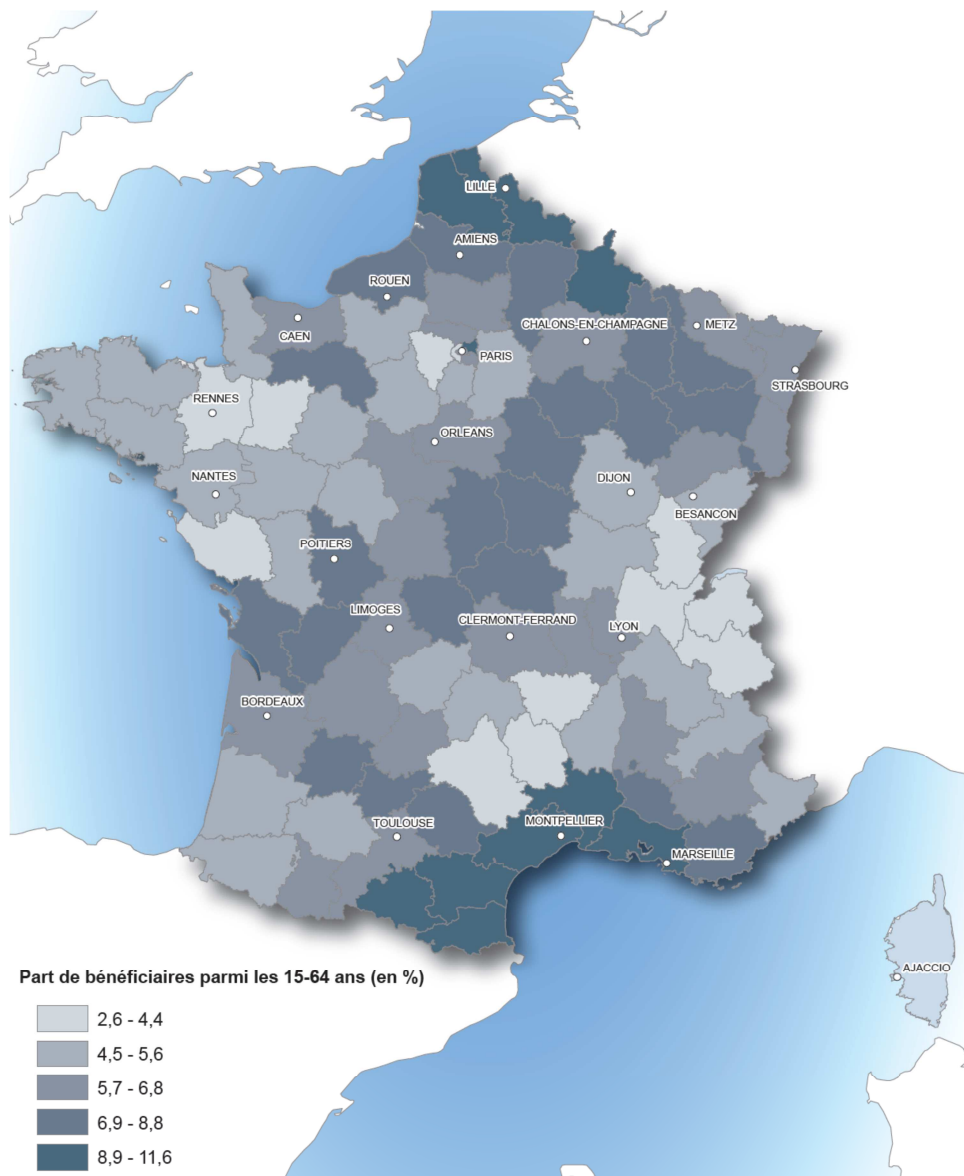 LILLE
AMIENS
ROUEN
CHALONS-EN-CHAMPAGNE
METZ
CAEN
PARIS
STRASBOURG
RENNES
ORLEANS
NANTES
DIJON
BESANCON
POITIERS
LIMOGES
CLERMONT-FERRAND
LYON
BORDEAUX
TOULOUSE
MONTPELLIER
MARSEILLE
AJACCIO
Part de bénéficiaires parmi les 15-64 ans (en %)
2,6 - 4,4
4,5 - 5,6
5,7 - 6,8
6,9 - 8,8
8,9 - 11,6